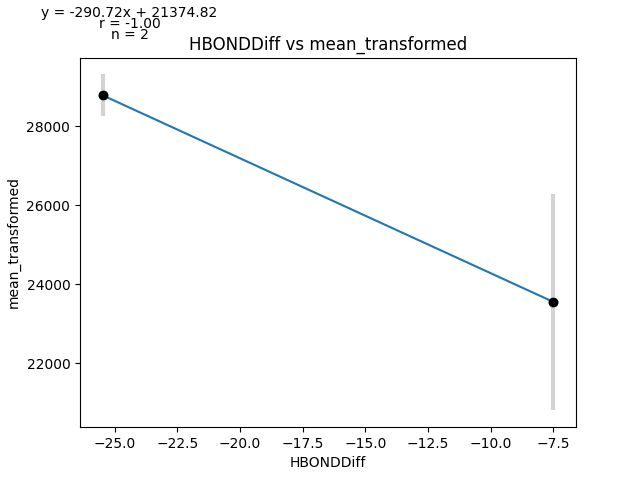 y = -290.72x + 21374.82
r = -1.00
n = 2
HBONDDiff vs mean_transformed
mean_transformed
28000
26000
24000
22000
−25.0 −22.5 −20.0 −17.5 −15.0 −12.5 −10.0 −7.5
HBONDDiff